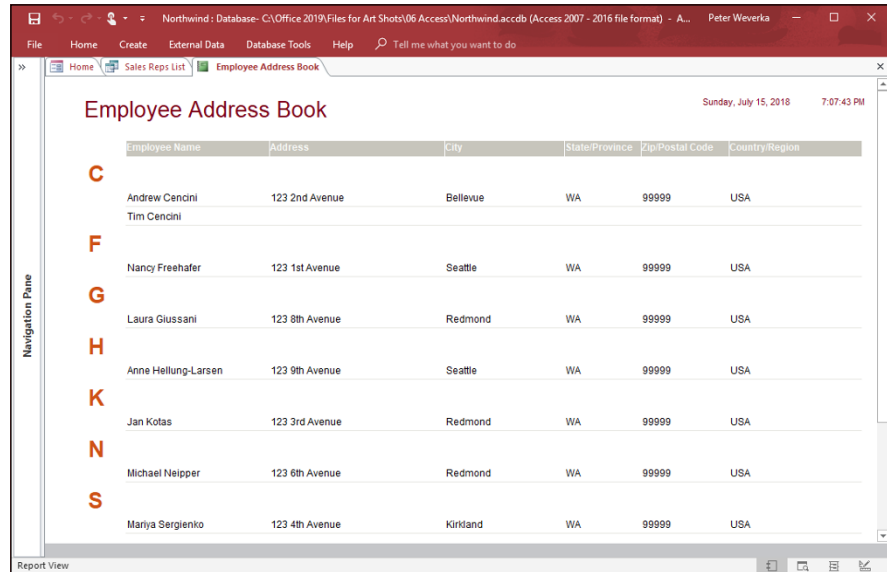 Northwind : Database- C:\Office 2019\Files for Art Shots\06 Access\Northwind.accdb (Access 2007 - 2016 file format) - A... Peter Weverka
File Home Create External Data Database Tools Help Tell me what you want to do
» Home Sales Reps List Employee Address Book
Employee Address Book Sunday, July 15, 2018 7:07:43 PM
Employee Name Address City State/Province Zip/Postal Code Country/Region
C
Andrew Cencini 123 2nd Avenue Bellevue WA 99999 USA
Tim Cencini
F
Nancy Freehafer 123 1st Avenue Seattle WA 99999 USA
G
Laura Giussani 123 8th Avenue Redmond WA 99999 USA
H
Anne Hellung-Larsen 123 9th Avenue Seattle WA 99999 USA
K
Jan Kotas 123 3rd Avenue Redmond WA 99999 USA
N
Michael Neipper 123 6th Avenue Redmond WA 99999 USA
S
Mariya Sergienko 123 4th Avenue Kirkland WA 99999 USA
Navigation Pane
Report View